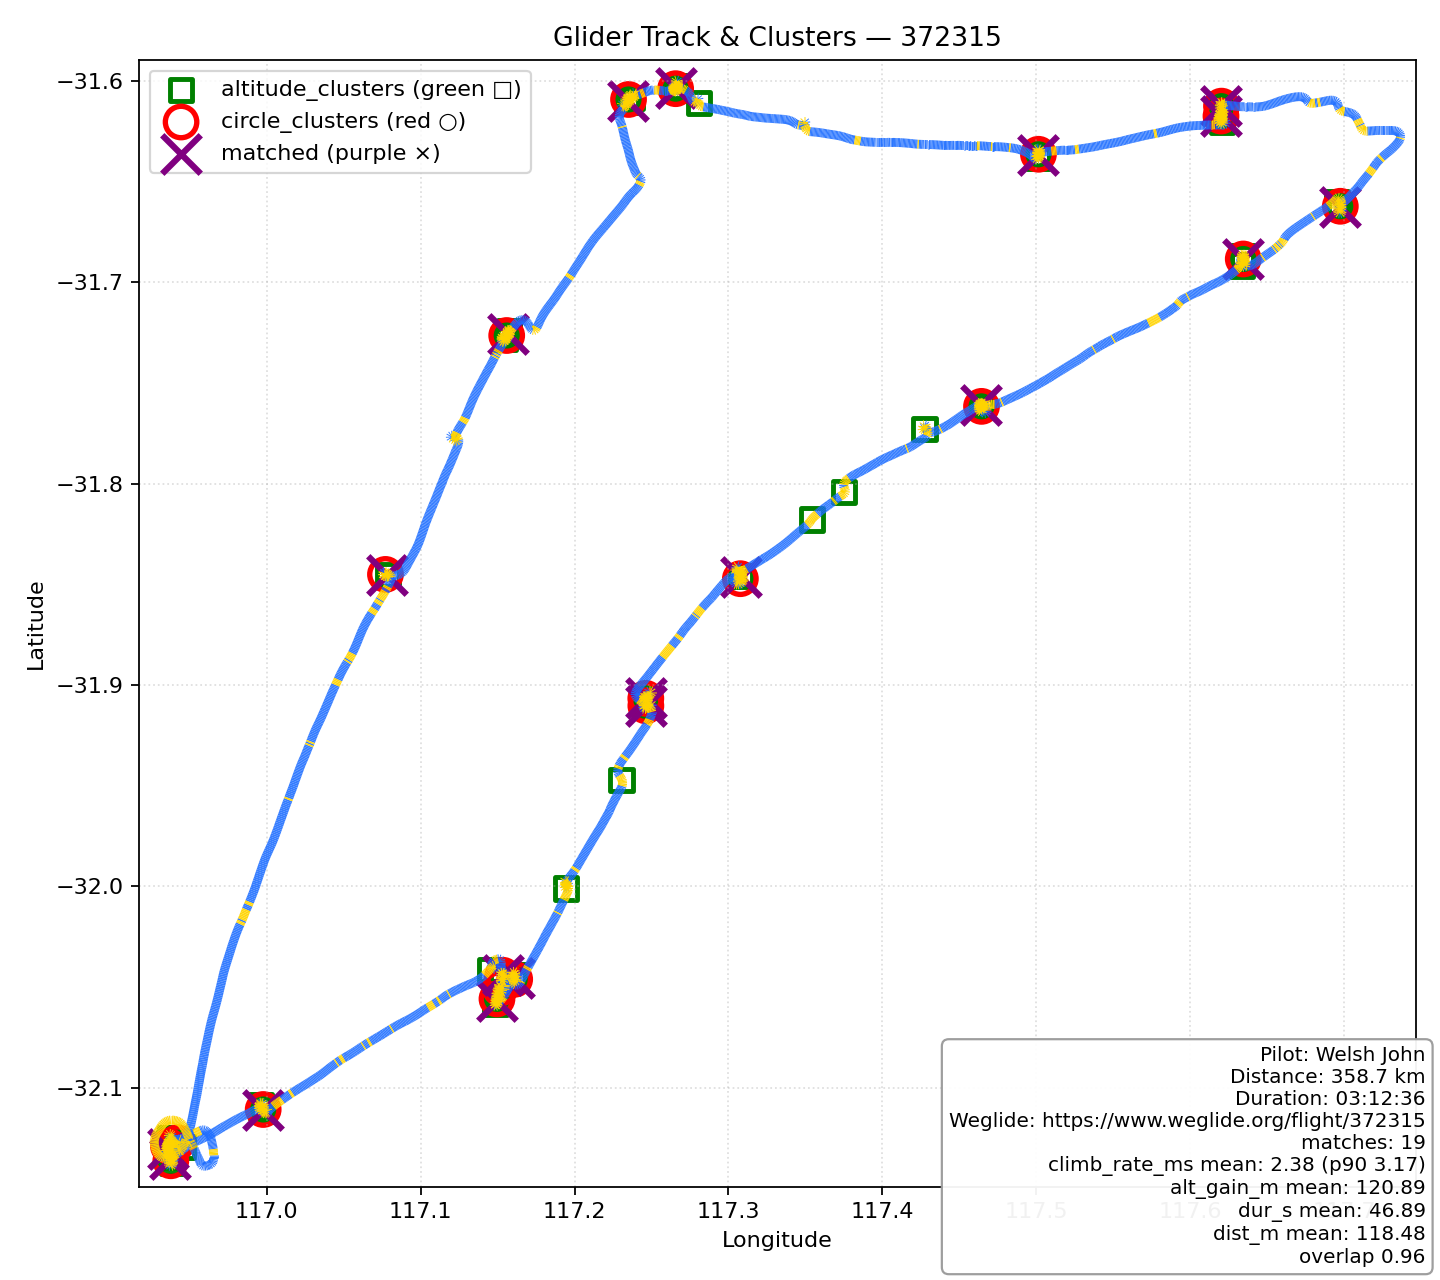 Glider Track & Clusters — 372315
altitude_clusters (green □)
circle_clusters (red ○)
matched (purple ×)
−31.6
−31.7
−31.8
−31.9
−32.0
−32.1
Latitude
117.0
117.1
117.2
117.3
117.4
117.5
117.6
Longitude
Pilot: Welsh John
Distance: 358.7 km
Duration: 03:12:36
Weglide: https://www.weglide.org/flight/372315
matches: 19
climb_rate_ms mean: 2.38 (p90 3.17)
alt_gain_m mean: 120.89
dur_s mean: 46.89
dist_m mean: 118.48
overlap 0.96